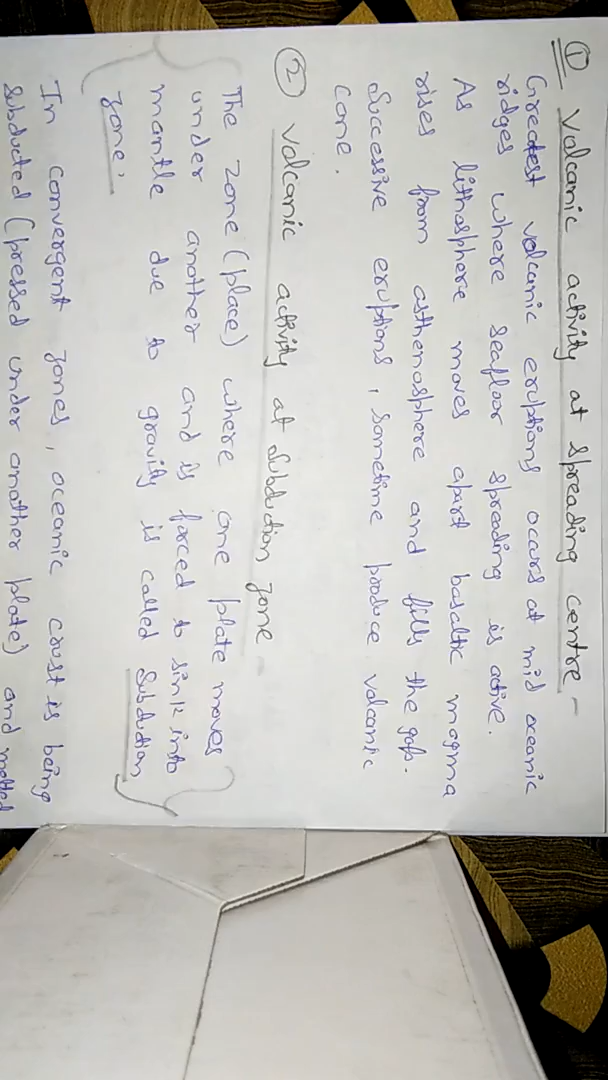 ① Volcanic activity at spreading centre –
Greatest volcanic eruptions ocars at mid oceanic
ridges where seafloor spreading is active.
As lithosphere moves apart basaltic magma
rises from asthenosphere and fills the gap.
Successive eruptions, sometime produce volcanic
cone.
② Volcanic activity at Subduction zone –
The zone (place) where one plate moves
under another and is forced to sink into
mantle due to gravity is called Subduction
zone.
In convergent zones, oceanic crust is being
subducted (pressed under another plate) and melted